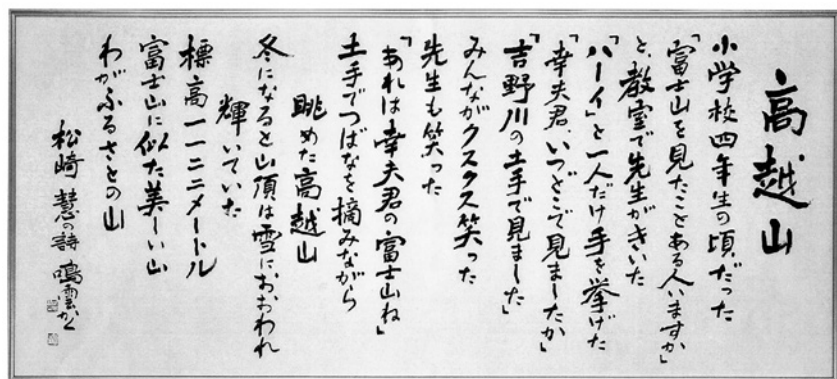 高越山
小学校四年生の頃だった
「富士山を見たことある人いますか」
と、教室で先生がきいた
「ハーイ」と一人だけ手を挙げた
「幸夫君、いつどこで見ましたか」
「吉野川の土手で見ました」
みんながクスクス笑った
先生も笑った
「あれは幸夫君の富士山ね」
土手でつばなを摘みながら
眺めた高越山
冬になると山頂は雪におおわれ
輝いていた
標高一一二二メートル
富士山に似た美しい山
わがふるさとの山
松崎 慧の詩 鳴雲かく